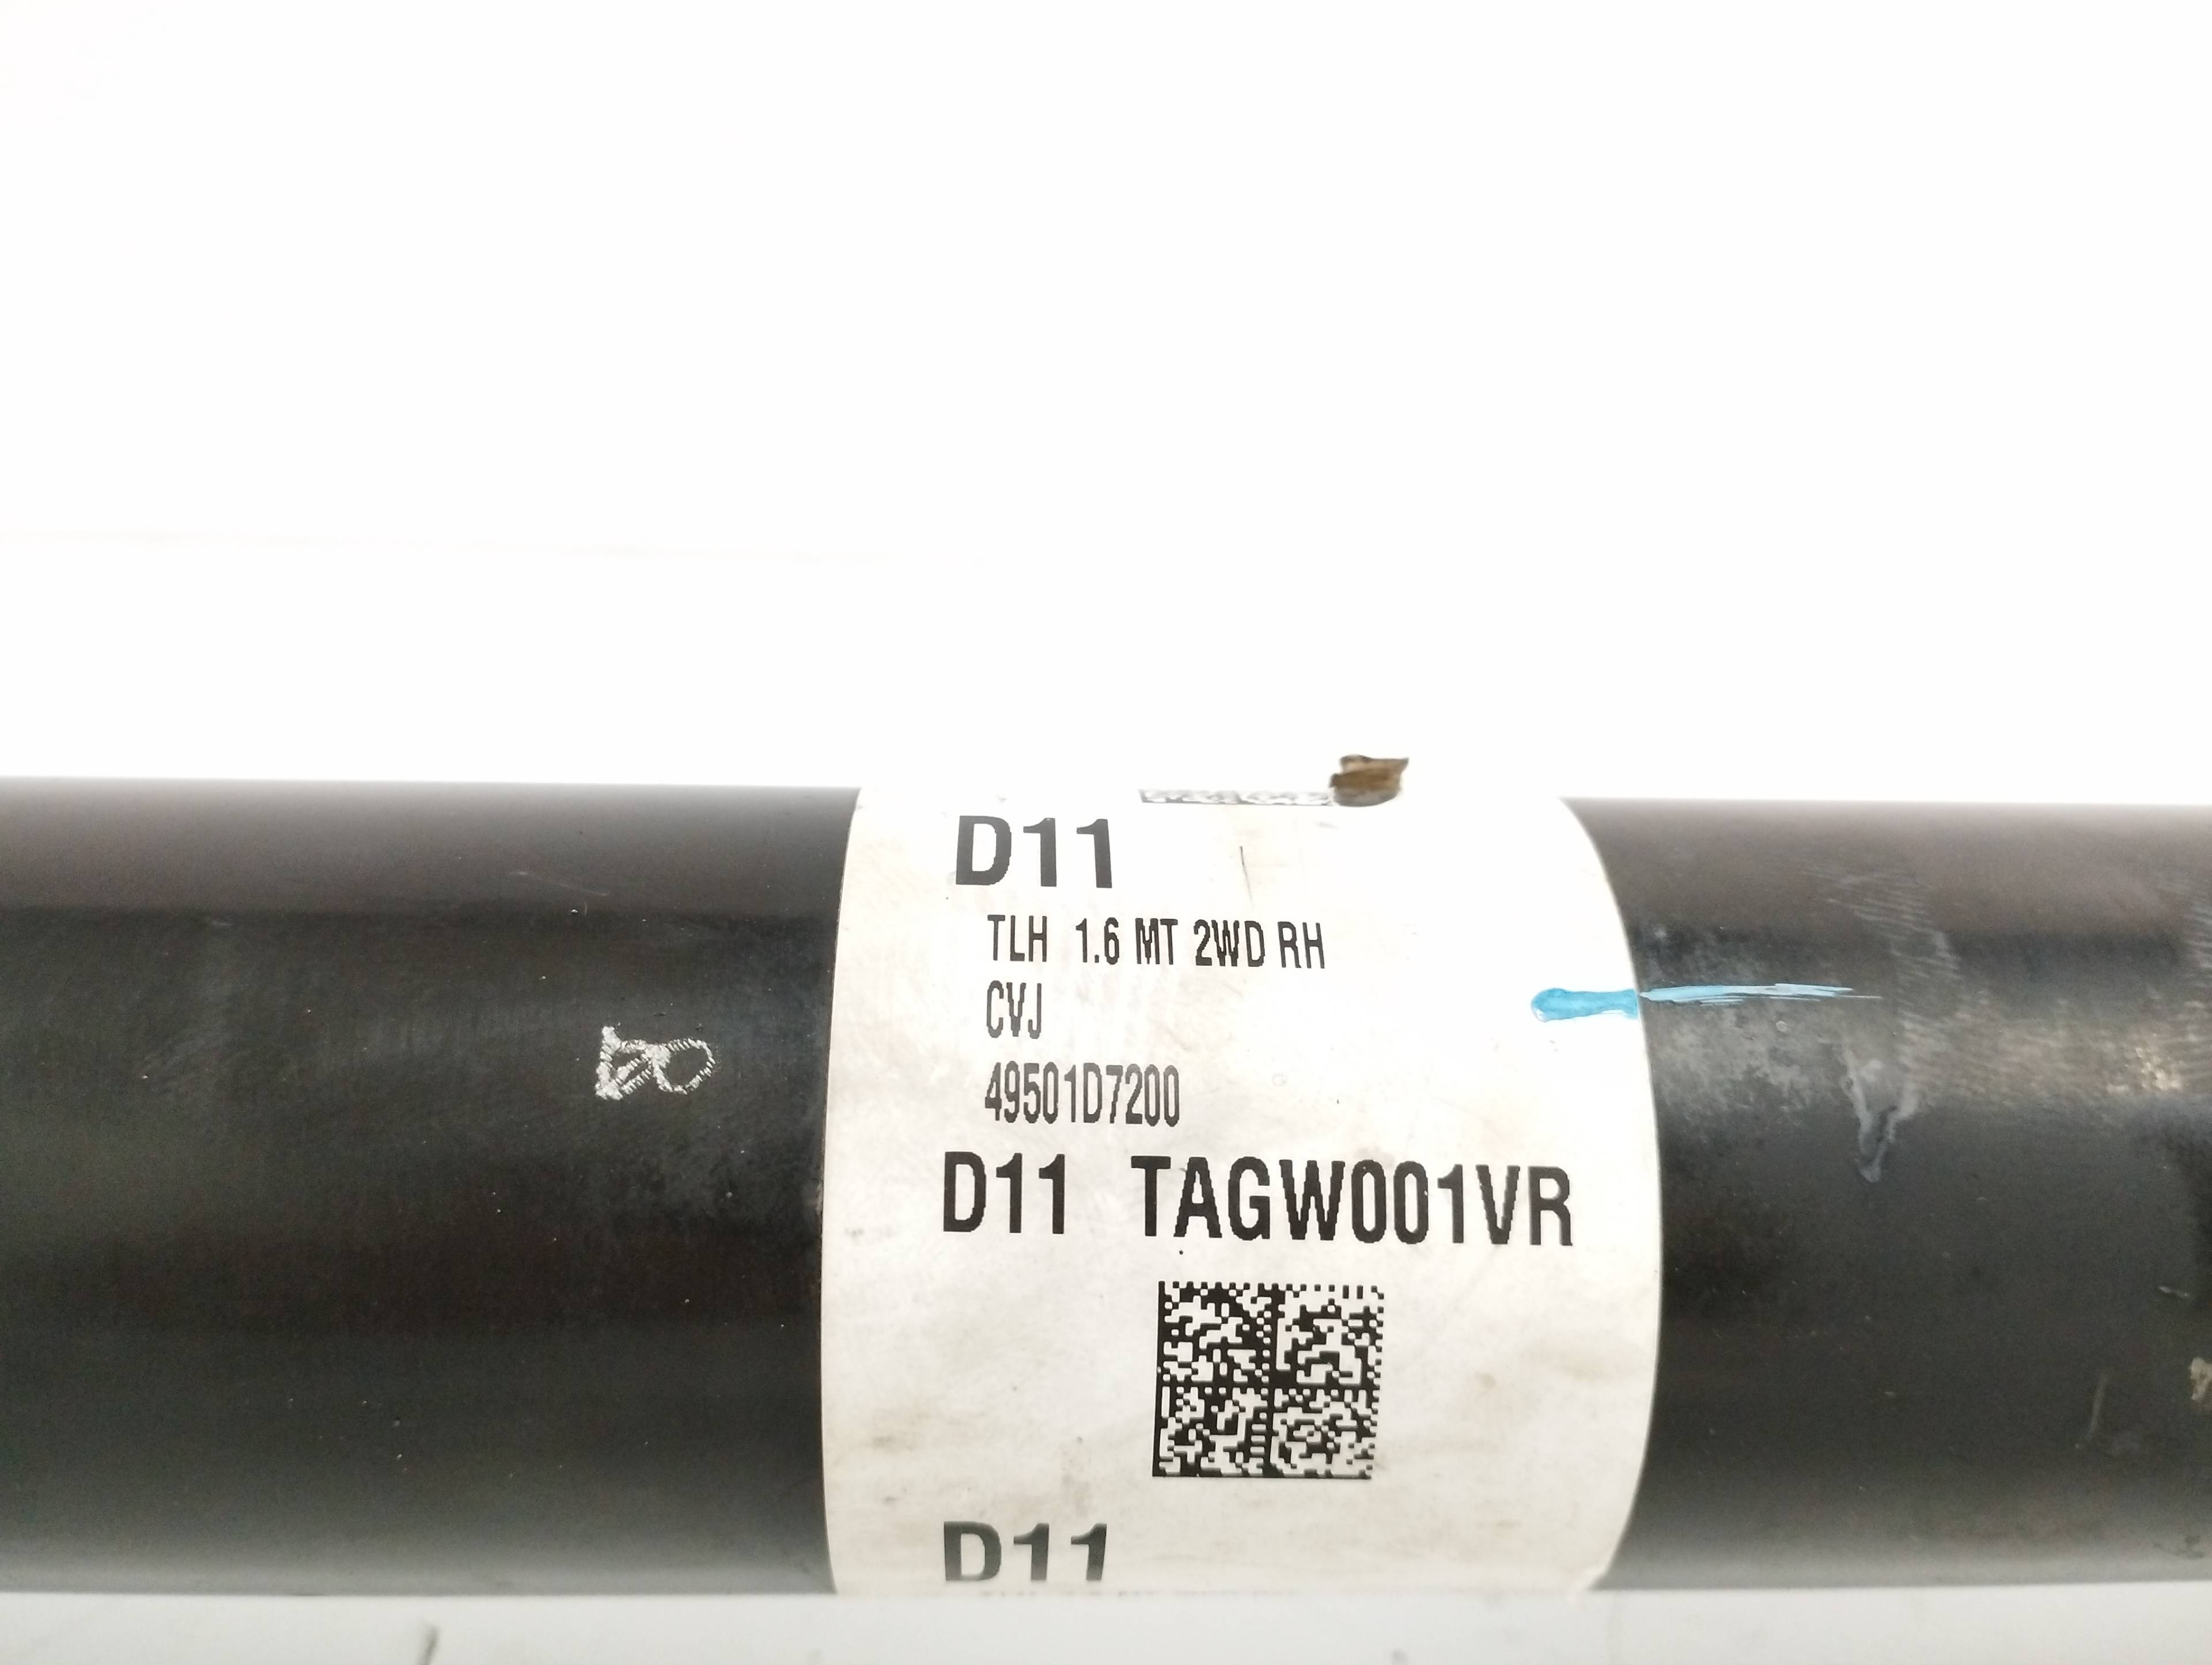 D11
TLH 1.6 MT 2WD RH
CVJ
49501D7200
D11 TAGW001VR
D11